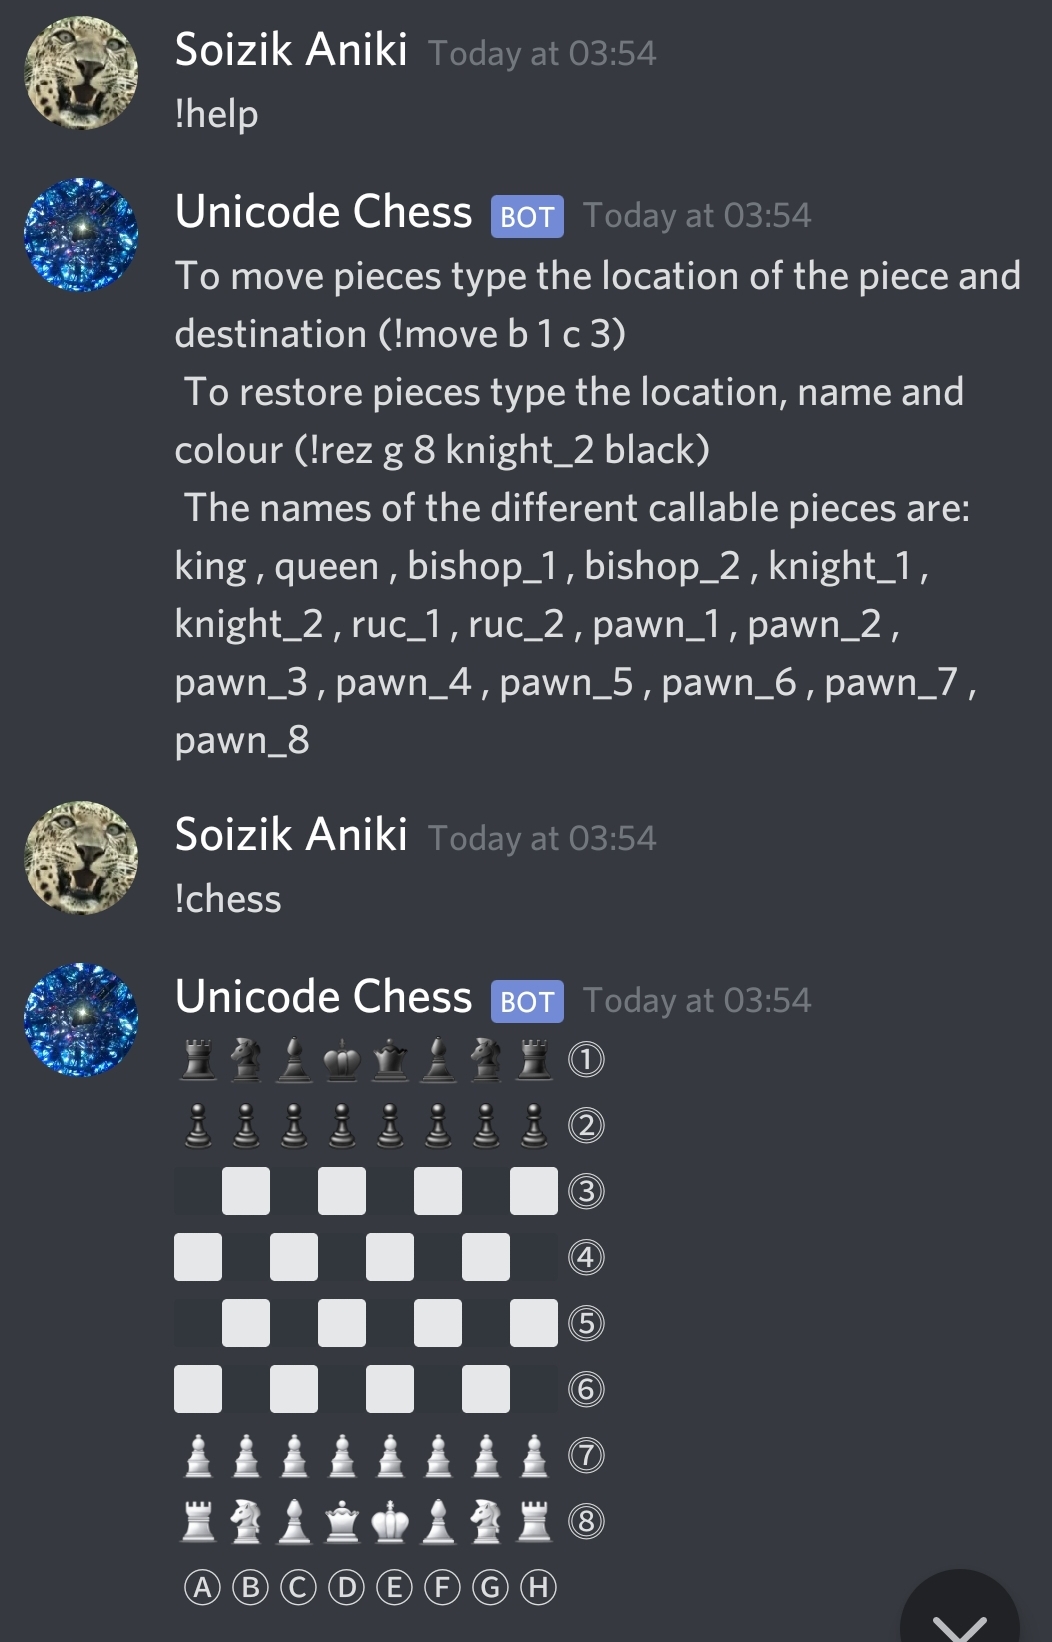 Soizik Aniki Today at 03:54
!help
Unicode Chess BOT Today at 03:54
To move pieces type the location of the piece and
destination (!move b 1 c 3)
To restore pieces type the location, name and
colour (!rez g 8 knight_2 black)
The names of the different callable pieces are:
king , queen , bishop_1 , bishop_2 , knight_1 ,
knight_2 , ruc_1 , ruc_2 , pawn_1 , pawn_2 ,
pawn_3 , pawn_4 , pawn_5 , pawn_6 , pawn_7 ,
pawn_8
Soizik Aniki Today at 03:54
!chess
Unicode Chess BOT Today at 03:54
♜♞♝♚♛♝♞♜ ①
♟♟♟♟♟♟♟♟ ②
③
④
⑤
⑥
♙♙♙♙♙♙♙♙ ⑦
♖♘♗♕♔♗♘♖ ⑧
Ⓐ Ⓑ Ⓒ Ⓓ Ⓔ Ⓕ Ⓖ Ⓗ